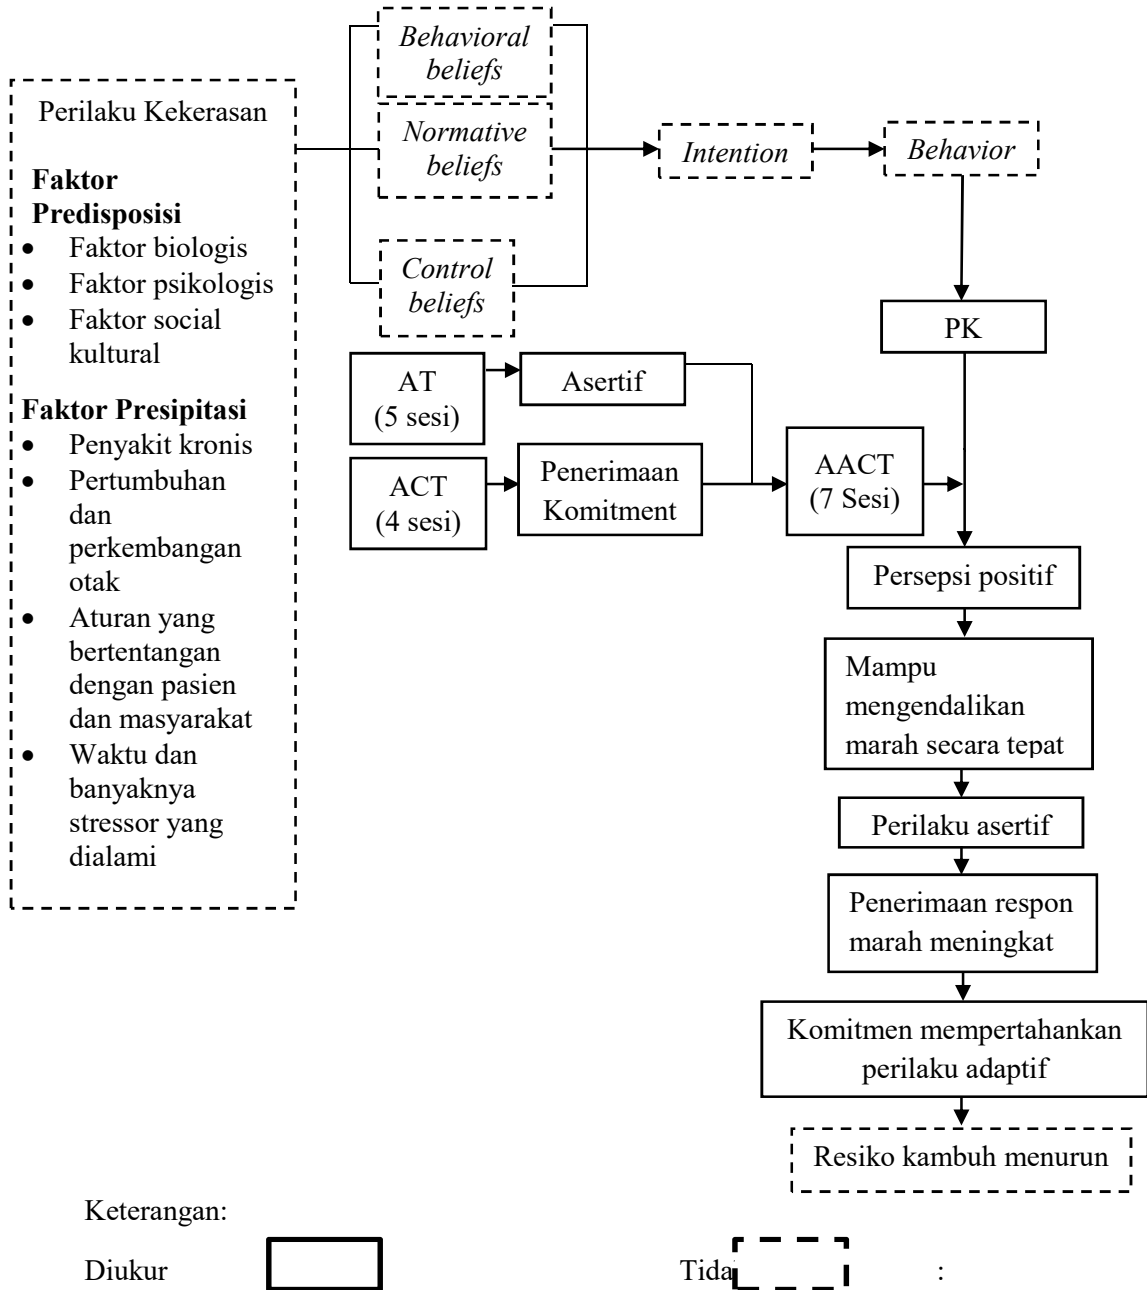 Perilaku Kekerasan
Faktor
Predisposisi
• Faktor biologis
• Faktor psikologis
• Faktor social
kultural
Faktor Presipitasi
• Penyakit kronis
• Pertumbuhan
dan
perkembangan
otak
• Aturan yang
bertentangan
dengan pasien
dan masyarakat
• Waktu dan
banyaknya
stressor yang
dialami
Behavioral
beliefs
Normative
beliefs
Control
beliefs
Intention
Behavior
PK
AT
(5 sesi)
Asertif
ACT
(4 sesi)
Penerimaan
Komitment
AACT
(7 Sesi)
Persepsi positif
Mampu
mengendalikan
marah secara tepat
Perilaku asertif
Penerimaan respon
marah meningkat
Komitmen mempertahankan
perilaku adaptif
Resiko kambuh menurun
Keterangan:
Diukur
Tida
: